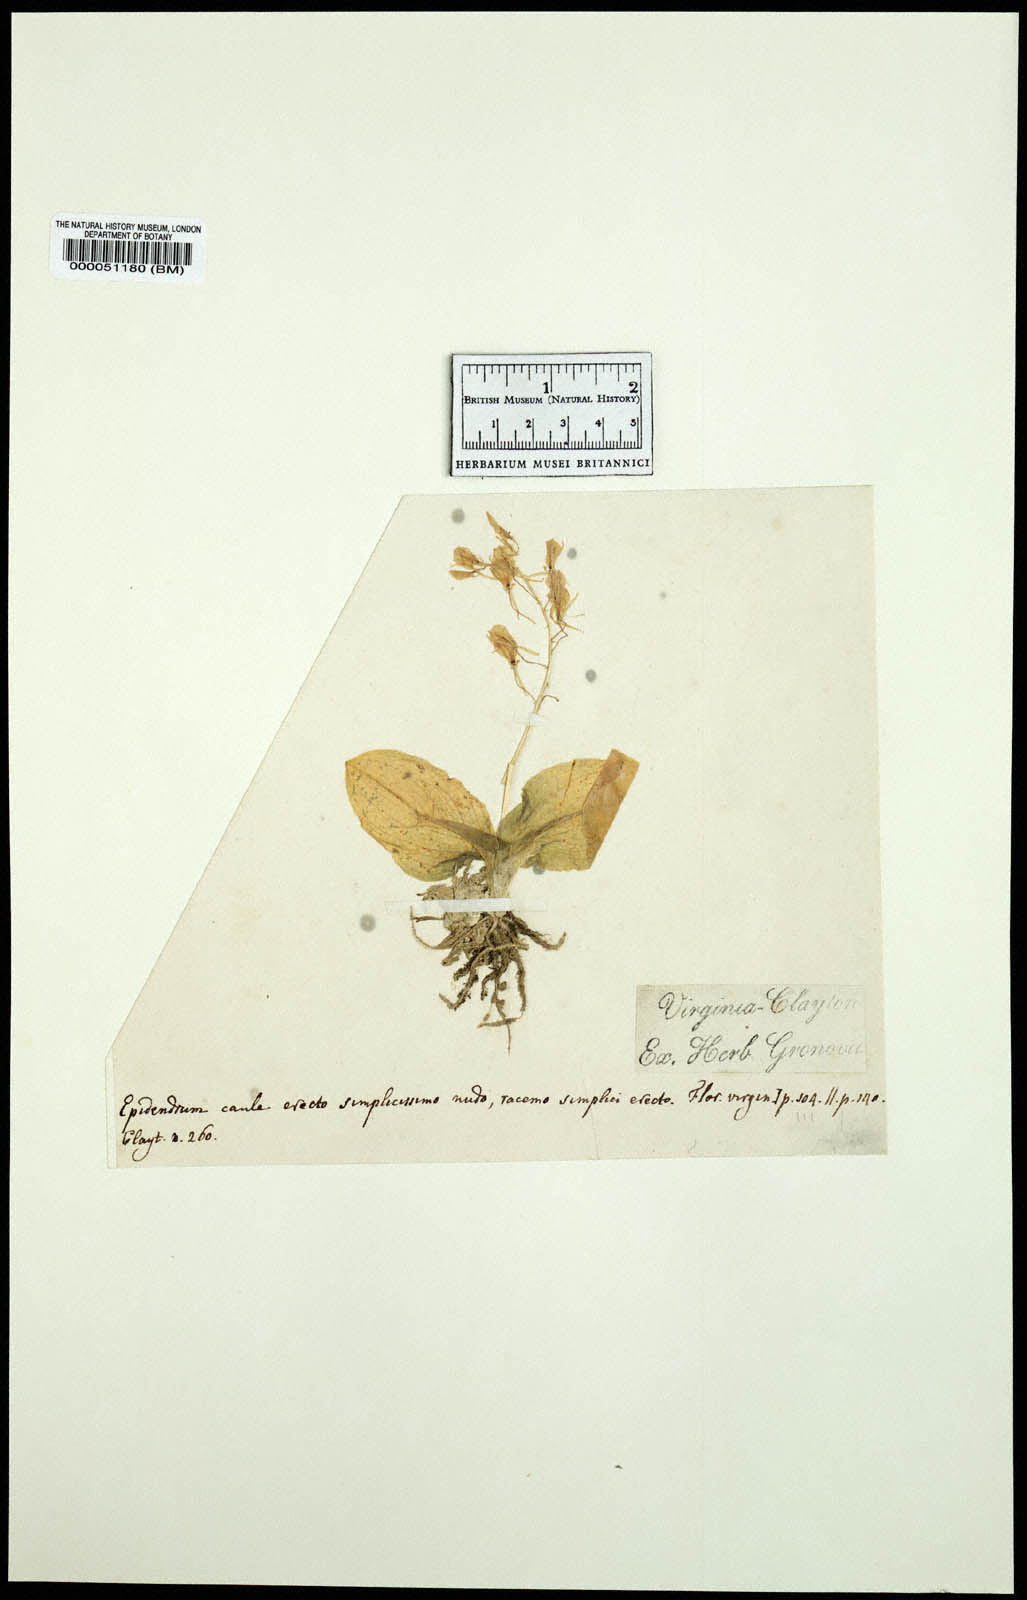 THE NATURAL HISTORY MUSEUM, LONDON
DEPARTMENT OF BOTANY
000051180 (BM)
1 2
BRITISH MUSEUM (NATURAL HISTORY)
1 2 3 4 5
HERBARIUM MUSEI BRITANNICI
Virginia-Clayton
Ex. Herb Gronovii
Epidendrum caule erecto simplicissimo nudo, racemo simplici erecto. Flor. virgin. I p. 104. II. p. 140.
Clayt. n. 260.